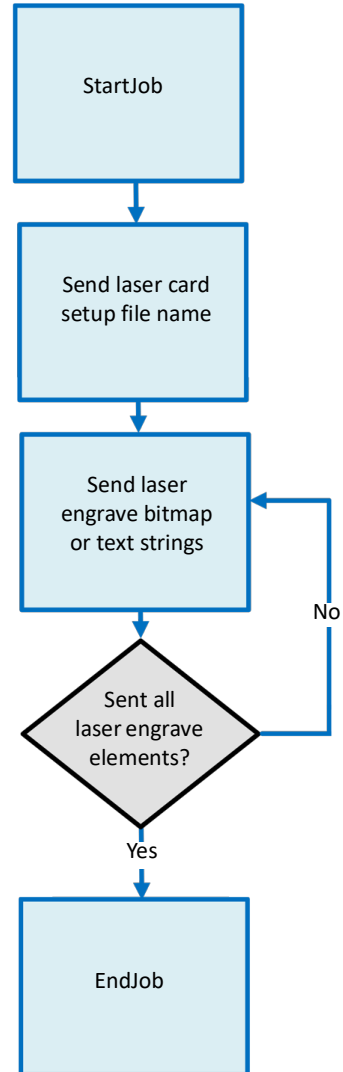 StartJob
Send laser card
setup file name
Send laser
engrave bitmap
or text strings
No
Sent all
laser engrave
elements?
Yes
EndJob